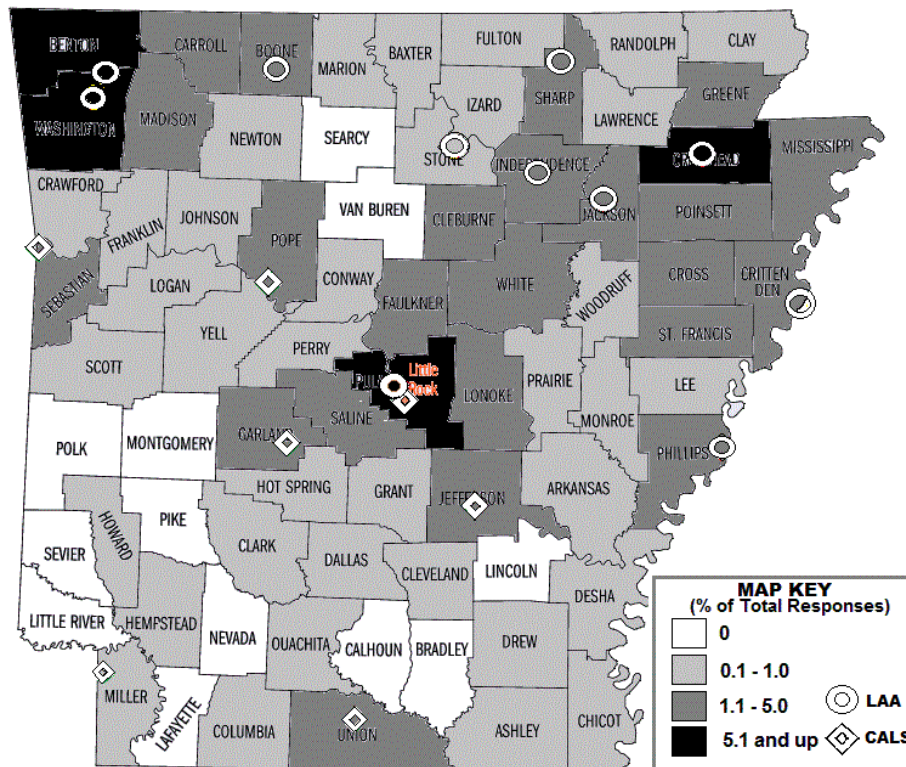 BENTON
CARROLL
BOONE
MARION
BAXTER
FULTON
RANDOLPH
CLAY
IZARD
SHARP
GREENE
LAWRENCE
MADISON
WASHINGTON
NEWTON
SEARCY
STONE
INDEPENDENCE
MISSISSIPPI
CRAWFORD
FRANKLIN
JOHNSON
VAN BUREN
CLEBURNE
JACKSON
POINSETT
POPE
SEBASTIAN
LOGAN
CONWAY
WHITE
WOODRUFF
CROSS
CRITTEN
DEN
FAULKNER
ST. FRANCIS
YELL
PERRY
SCOTT
Little
Rock
LONOKE
PRAIRIE
LEE
MONROE
SALINE
GARLAND
POLK
MONTGOMERY
PHILLIPS
HOT SPRING
GRANT
JEFFERSON
ARKANSAS
HOWARD
PIKE
CLARK
DALLAS
CLEVELAND
LINCOLN
SEVIER
DESHA
LITTLE RIVER
HEMPSTEAD
NEVADA
OUACHITA
CALHOUN
BRADLEY
DREW
MILLER
LAFAYETTE
COLUMBIA
UNION
ASHLEY
CHICOT
MAP KEY
(% of Total Responses)
0
0.1 - 1.0
1.1 - 5.0
LAA
5.1 and up
CALS